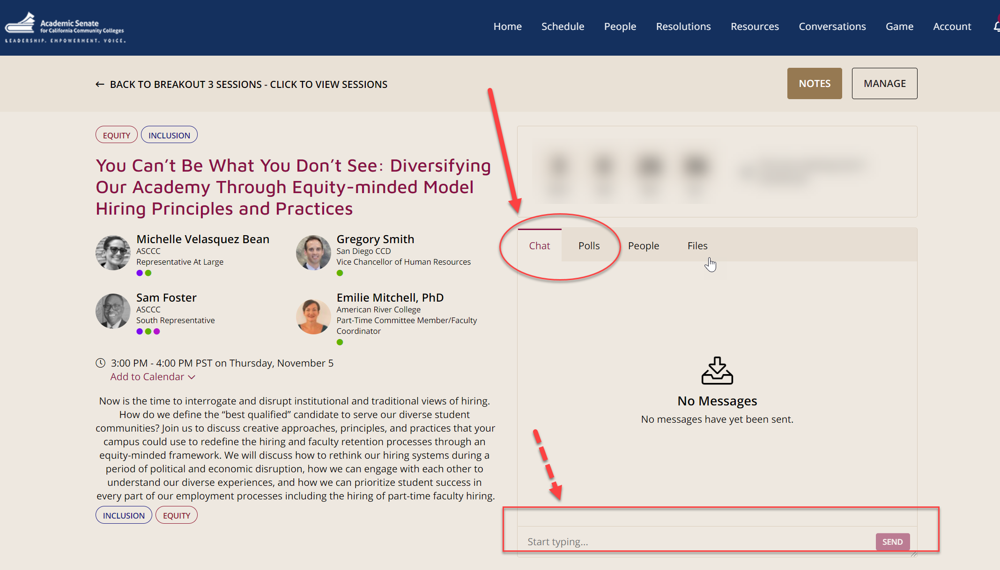 Academic Senate
for California Community Colleges
LEADERSHIP. EMPOWERMENT. VOICE.
Home Schedule People Resolutions Resources Conversations Game Account
← BACK TO BREAKOUT 3 SESSIONS - CLICK TO VIEW SESSIONS
NOTES MANAGE
EQUITY INCLUSION
You Can’t Be What You Don’t See: Diversifying
Our Academy Through Equity-minded Model
Hiring Principles and Practices
Michelle Velasquez Bean
ASCCC
Representative At Large
Gregory Smith
San Diego CCD
Vice Chancellor of Human Resources
Sam Foster
ASCCC
South Representative
Emilie Mitchell, PhD
American River College
Part-Time Committee Member/Faculty
Coordinator
3:00 PM - 4:00 PM PST on Thursday, November 5
Add to Calendar
Now is the time to interrogate and disrupt institutional and traditional views of hiring.
How do we define the “best qualified” candidate to serve our diverse student
communities? Join us to discuss creative approaches, principles, and practices that your
campus could use to redefine the hiring and faculty retention processes through an
equity-minded framework. We will discuss how to rethink our hiring systems during a
period of political and economic disruption, how we can engage with each other to
understand our diverse experiences, and how we can prioritize student success in
every part of our employment processes including the hiring of part-time faculty hiring.
INCLUSION EQUITY
Chat Polls People Files
No Messages
No messages have yet been sent.
Start typing...
SEND